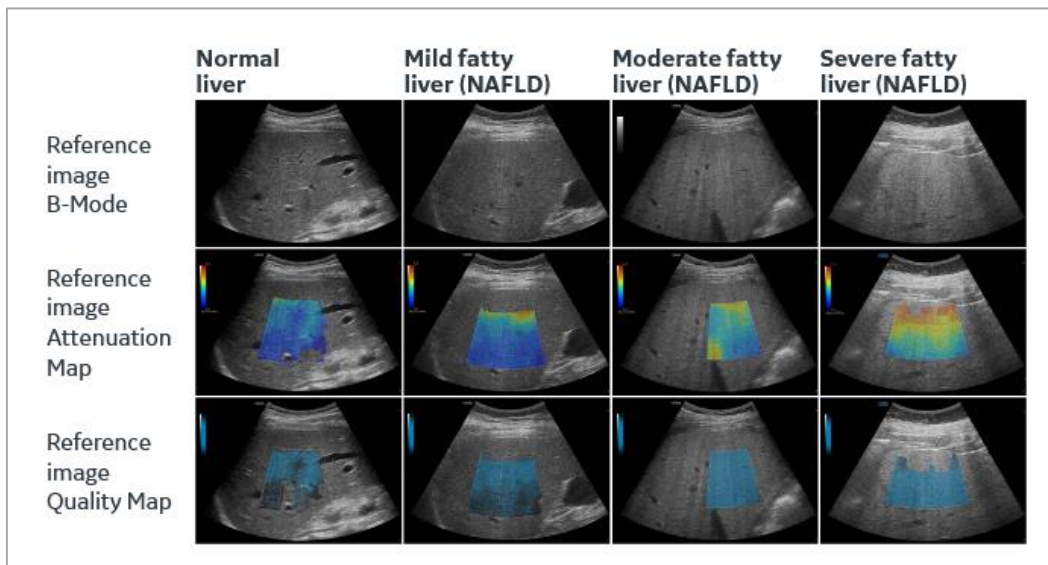 Normal
liver
Mild fatty
liver (NAFLD)
Moderate fatty
liver (NAFLD)
Severe fatty
liver (NAFLD)
Reference
image
B-Mode
Reference
image
Attenuation
Map
Reference
image
Quality Map